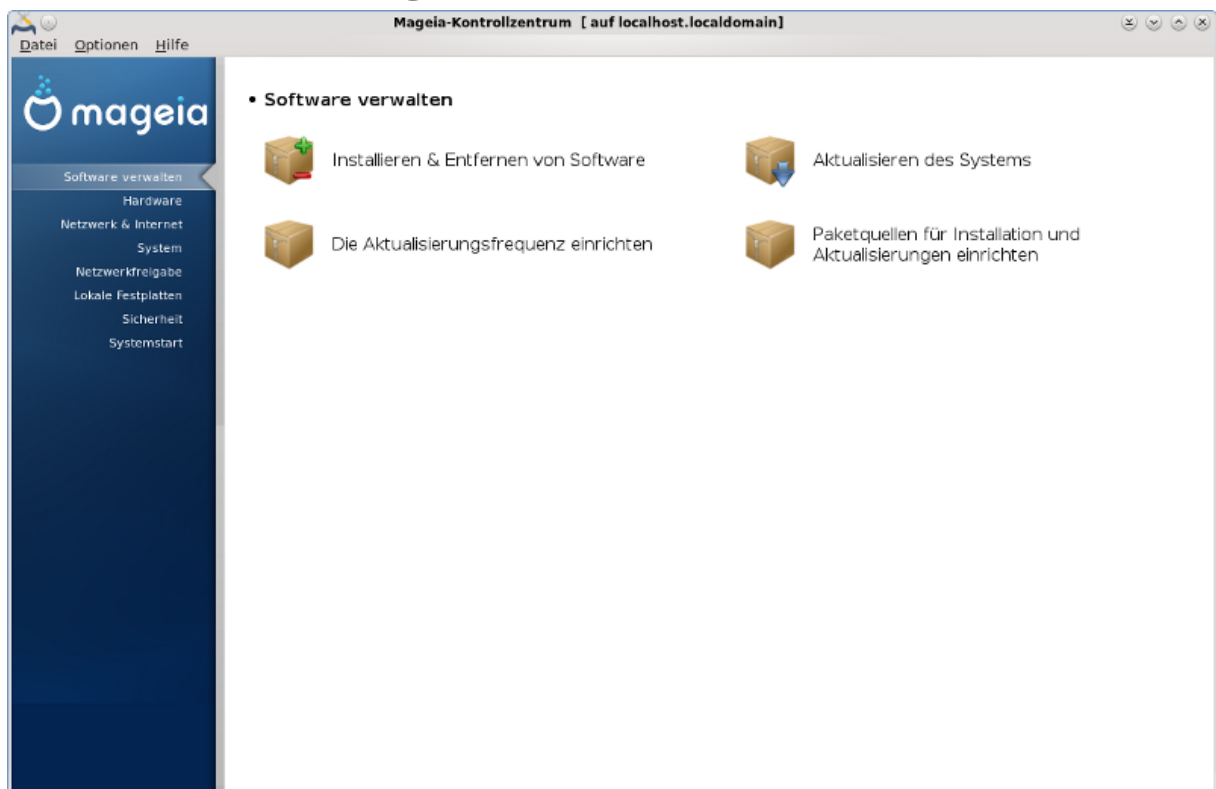 Mageia-Kontrollzentrum [ auf localhost.localdomain]
Datei Optionen Hilfe
mageia
Software verwalten
Hardware
Netzwerk & Internet
System
Netzwerkfreigabe
Lokale Festplatten
Sicherheit
Systemstart
• Software verwalten
Installieren & Entfernen von Software
Aktualisieren des Systems
Die Aktualisierungsfrequenz einrichten
Paketquellen für Installation und
Aktualisierungen einrichten